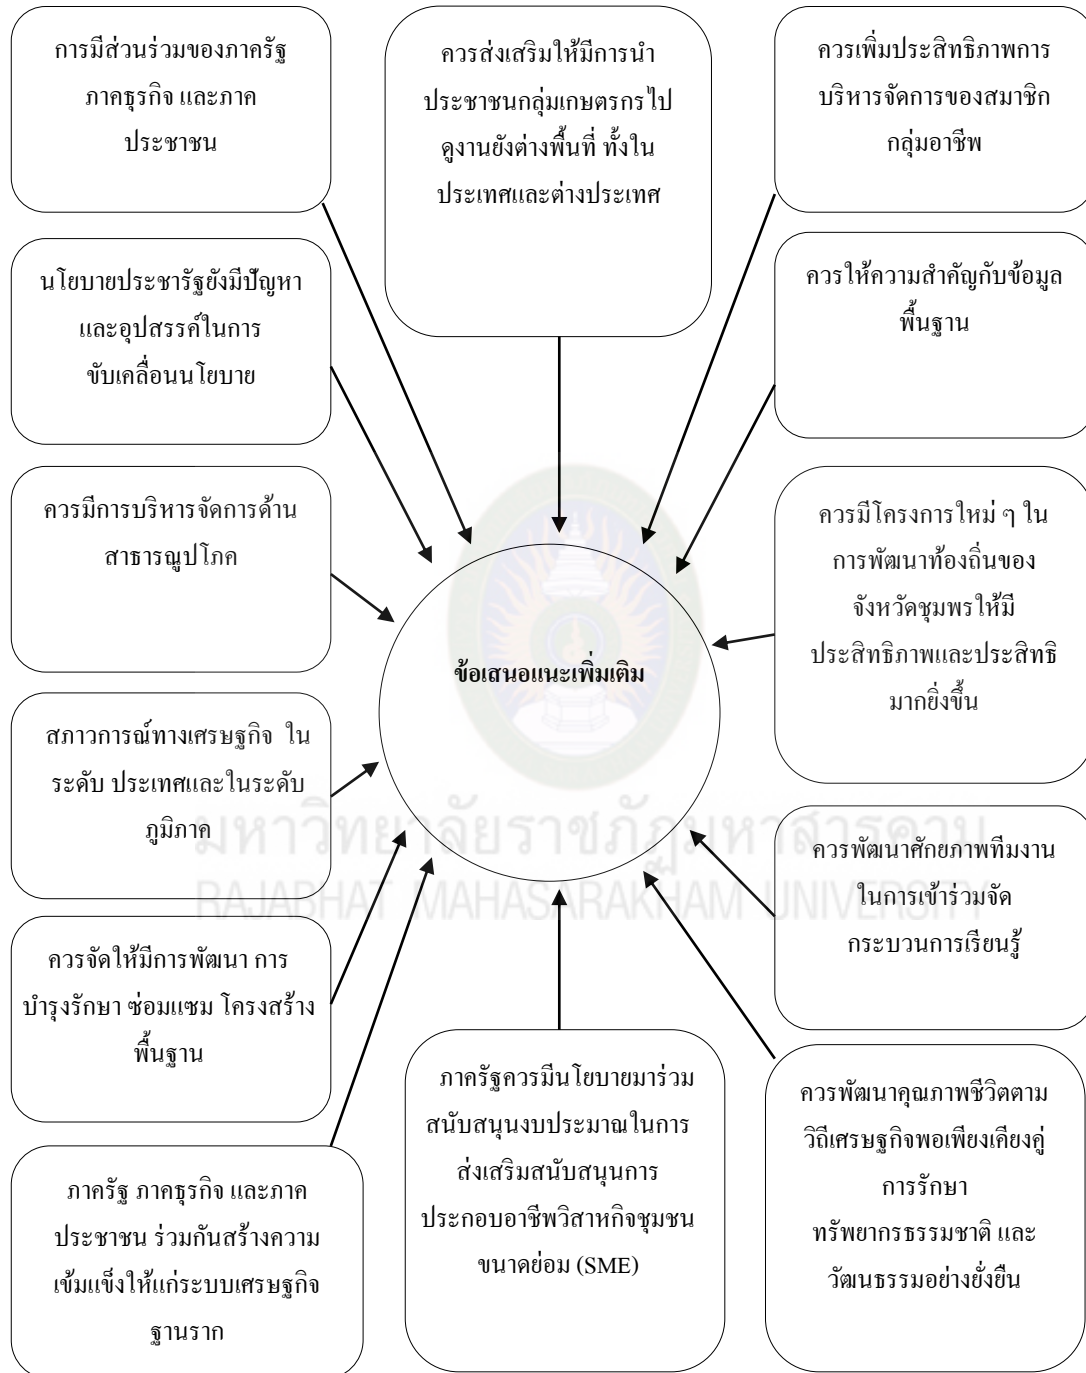 การมีส่วนร่วมของภาครัฐ
ภาคธุรกิจ และภาค
ประชาชน
ควรส่งเสริมให้มีการนำ
ประชาชนกลุ่มเกษตรกรไป
ดูงานยังต่างพื้นที่ ทั้งใน
ประเทศและต่างประเทศ
ควรเพิ่มประสิทธิภาพการ
บริหารจัดการของสมาชิก
กลุ่มอาชีพ
นโยบายประชารัฐยังมีปัญหา
และอุปสรรค์ในการ
ขับเคลื่อนนโยบาย
ควรให้ความสำคัญกับข้อมูล
พื้นฐาน
ควรมีการบริหารจัดการด้าน
สาธารณูปโภค
ควรมีโครงการใหม่ ๆ ใน
การพัฒนาท้องถิ่นของ
จังหวัดชุมพรให้มี
ประสิทธิภาพและประสิทธิ
มากยิ่งขึ้น
ข้อเสนอแนะเพิ่มเติม
สภาวการณ์ทางเศรษฐกิจ ใน
ระดับ ประเทศและในระดับ
ภูมิภาค
มหาวิทยาลัยราชภัฏมหาสารคาม
RAJABHAT MAHASARAKHAM UNIVERSITY
ควรพัฒนาศักยภาพทีมงาน
ในการเข้าร่วมจัด
กระบวนการเรียนรู้
ควรจัดให้มีการพัฒนา การ
บำรุงรักษา ซ่อมแซม โครงสร้าง
พื้นฐาน
ภาครัฐ ภาคธุรกิจ และภาค
ประชาชน ร่วมกันสร้างความ
เข้มแข็งให้แก่ระบบเศรษฐกิจ
ฐานราก
ภาครัฐควรมีนโยบายมาร่วม
สนับสนุนงบประมาณในการ
ส่งเสริมสนับสนุนการ
ประกอบอาชีพวิสาหกิจชุมชน
ขนาดย่อม (SME)
ควรพัฒนาคุณภาพชีวิตตาม
วิถีเศรษฐกิจพอเพียงเคียงคู่
การรักษา
ทรัพยากรธรรมชาติ และ
วัฒนธรรมอย่างยั่งยืน